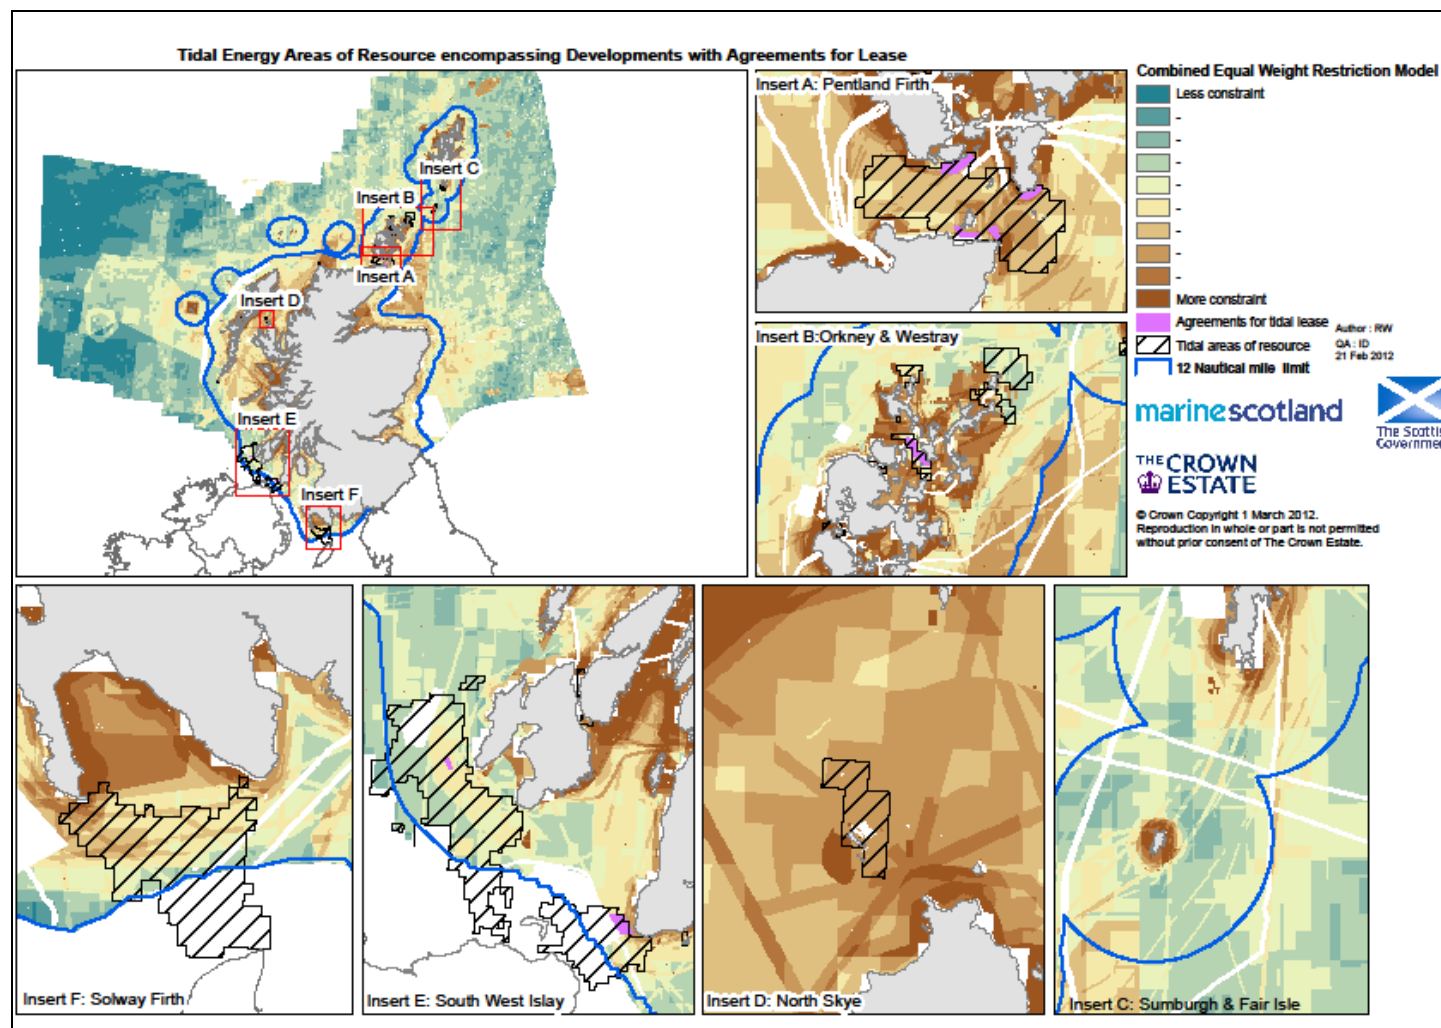 Tidal Energy Areas of Resource encompassing Developments with Agreements for Lease
Insert C
Insert B
Insert A
Insert D
Insert E
Insert F
Insert A: Pentland Firth
Insert B:Orkney & Westray
Combined Equal Weight Restriction Model
Less constraint
-
-
-
-
-
-
-
-
More constraint
Agreements for tidal lease
Tidal areas of resource
12 Nautical mile limit
Author : RW
QA : ID
21 Feb 2012
marinescotland
The Scotti
Governmen
THE CROWN
ESTATE
© Crown Copyright 1 March 2012.
Reproduction in whole or part is not permitted
without prior consent of The Crown Estate.
Insert F: Solway Firth
Insert E: South West Islay
Insert D: North Skye
Insert C: Sumburgh & Fair Isle